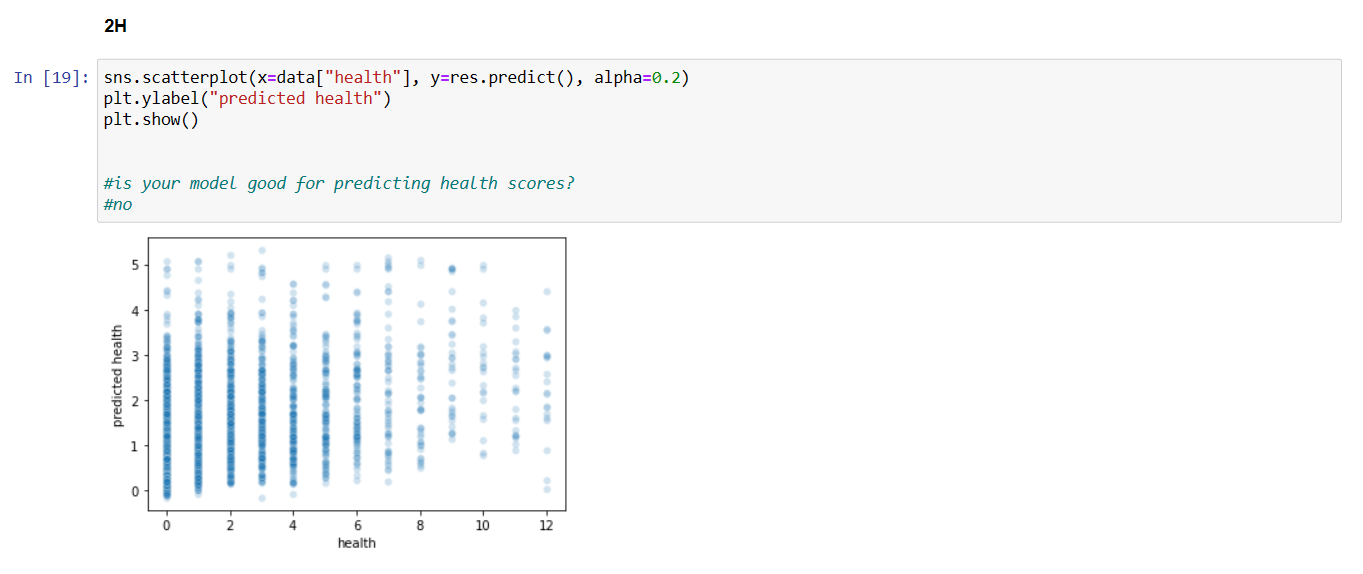 2H
In [19]: sns.scatterplot(x=data["health"], y=res.predict(), alpha=0.2)
plt.ylabel("predicted health")
plt.show()
#is your model good for predicting health scores?
#no
5
4
3
2
1
0
predicted health
0 2 4 6 8 10 12
health